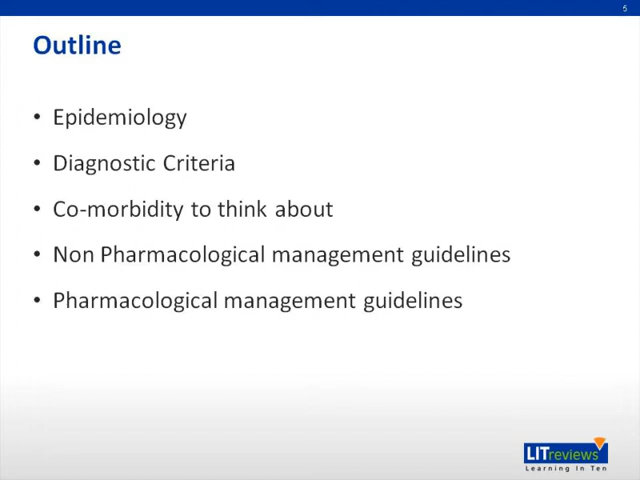 5
Outline
• Epidemiology
• Diagnostic Criteria
• Co-morbidity to think about
• Non Pharmacological management guidelines
• Pharmacological management guidelines
LITreviews
Learning In Ten